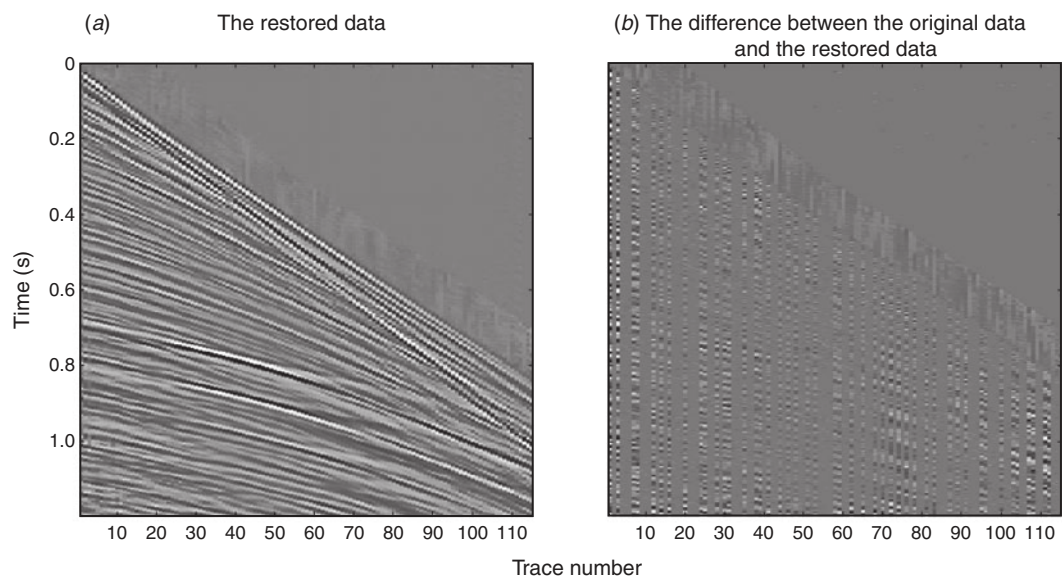 (a) The restored data
(b) The difference between the original data
and the restored data
Time (s)
0
0.2
0.4
0.6
0.8
1.0
10 20 30 40 50 60 70 80 90 100 110
10 20 30 40 50 60 70 80 90 100 110
Trace number